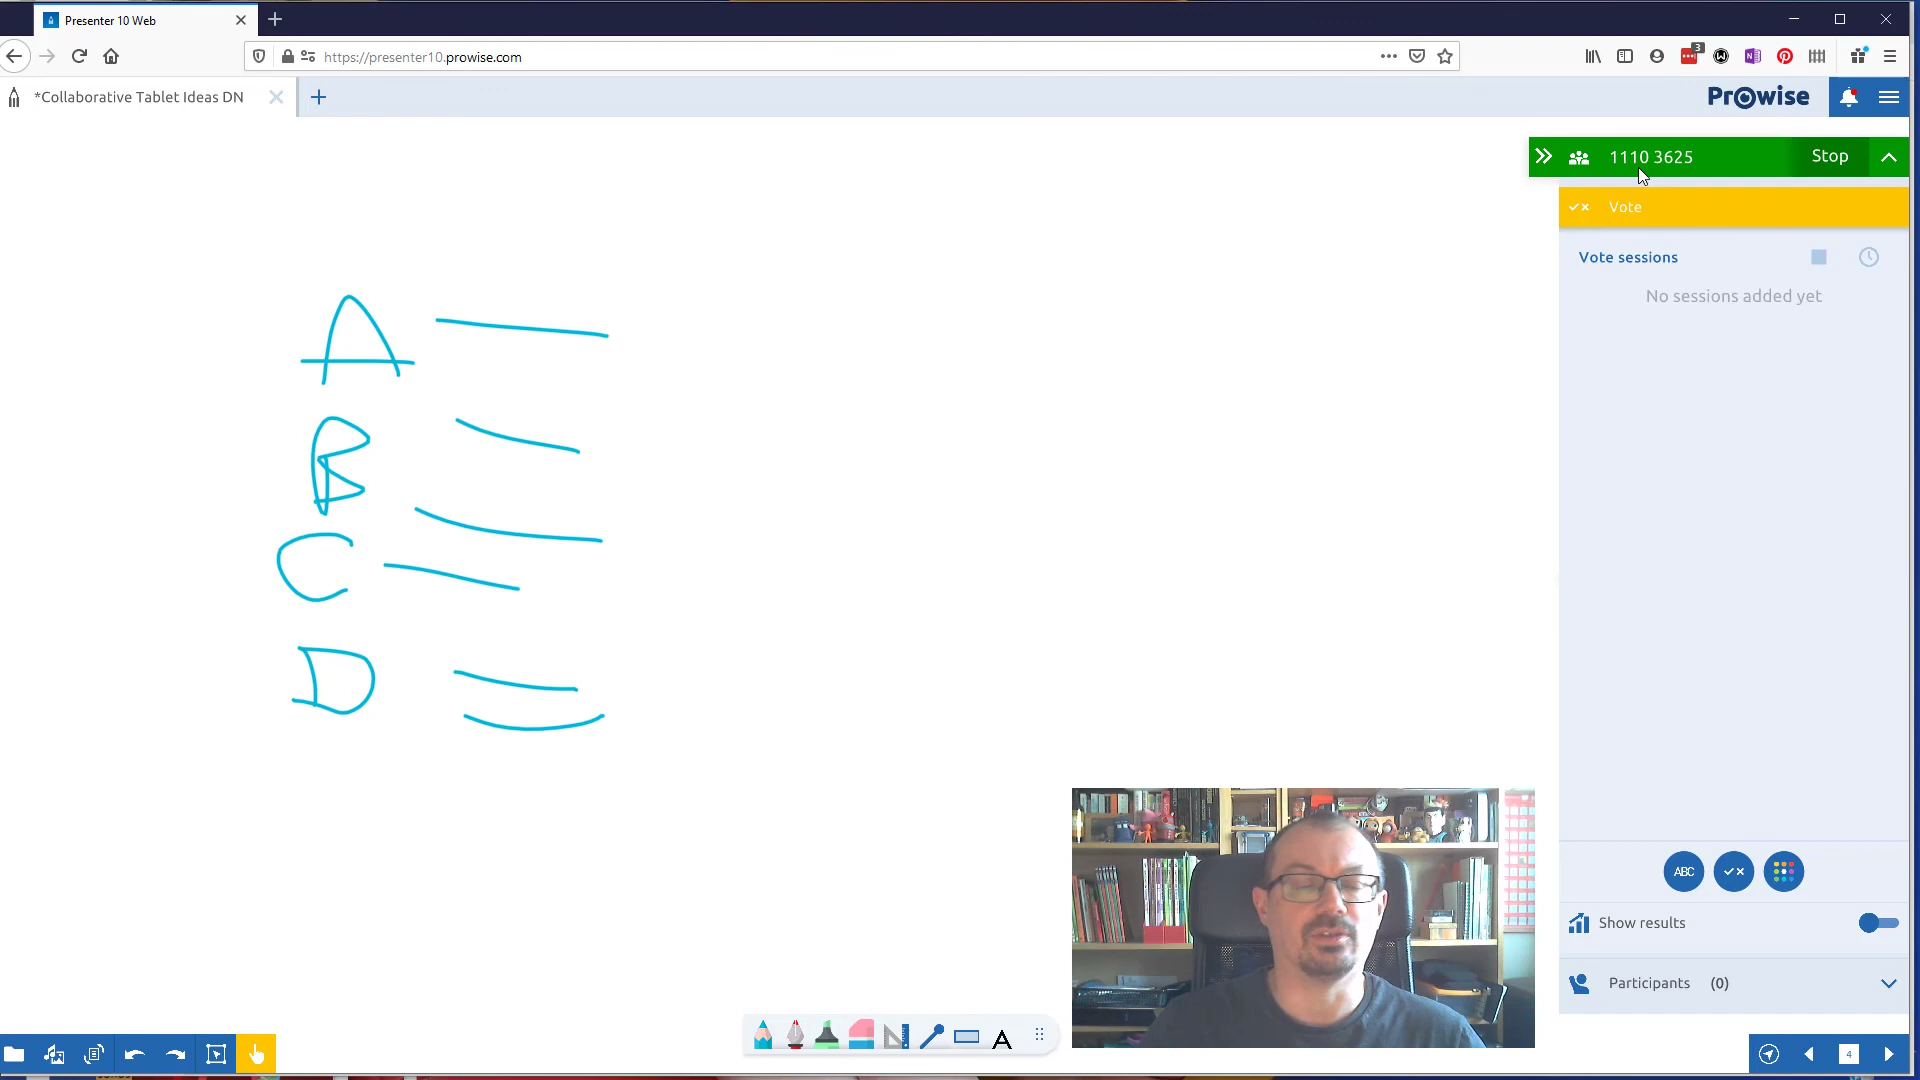 Presenter 10 Web
https://presenter10.prowise.com
3
*Collaborative Tablet Ideas DN
Prowise
1110 3625
Stop
Vote
Vote sessions
No sessions added yet
A
B
C
D
ABC
Show results
Participants (0)
A
4